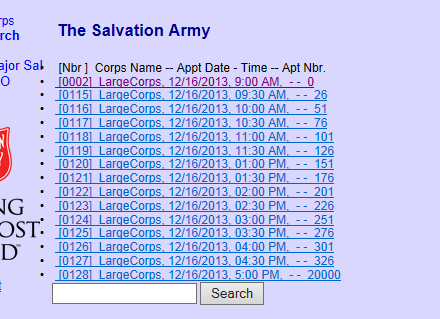 rps
rch
ajor Sal
O
The Salvation Army
[Nbr ] Corps Name -- Appt Date - Time -- Apt Nbr.
[0002] LargeCorps, 12/16/2013, 9:00 AM, - - 0
[0115] LargeCorps, 12/16/2013, 09:30 AM, - - 26
[0116] LargeCorps, 12/16/2013, 10:00 AM, - - 51
[0117] LargeCorps, 12/16/2013, 10:30 AM, - - 76
[0118] LargeCorps, 12/16/2013, 11:00 AM, - - 101
[0119] LargeCorps, 12/16/2013, 11:30 AM, - - 126
[0120] LargeCorps, 12/16/2013, 01:00 PM, - - 151
[0121] LargeCorps, 12/16/2013, 01:30 PM, - - 176
[0122] LargeCorps, 12/16/2013, 02:00 PM, - - 201
[0123] LargeCorps, 12/16/2013, 02:30 PM, - - 226
[0124] LargeCorps, 12/16/2013, 03:00 PM, - - 251
[0125] LargeCorps, 12/16/2013, 03:30 PM, - - 276
[0126] LargeCorps, 12/16/2013, 04:00 PM, - - 301
[0127] LargeCorps, 12/16/2013, 04:30 PM, - - 326
[0128] LargeCorps, 12/16/2013, 5:00 PM, - - 20000
Search
NG
OST
D™